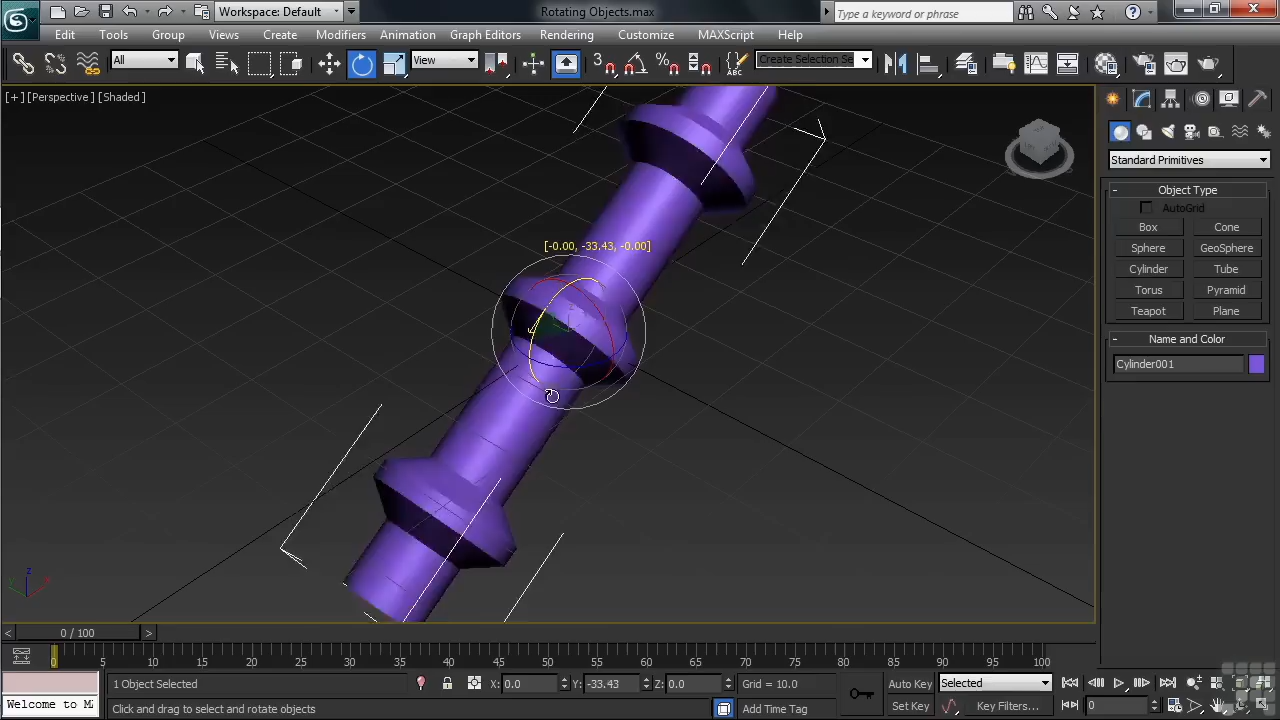 Workspace: Default
Rotating Objects.max
Type a keyword or phrase
Edit Tools Group Views Create Modifiers Animation Graph Editors Rendering Customize MAXScript Help
All
View
3
%
Create Selection Se
[+] [Perspective] [Shaded]
[-0.00, -33.43, -0.00]
Standard Primitives
- Object Type
AutoGrid
Box Cone
Sphere GeoSphere
Cylinder Tube
Torus Pyramid
Teapot Plane
- Name and Color
Cylinder001
z
y
x
< 0 / 100 >
0 5 10 15 20 25 30 35 40 45 50 55 60 65 70 75 80 85 90 95 100
1 Object Selected X: 0.0 Y: -33.43 Z: 0.0 Grid = 10.0 Auto Key Selected
Welcome to M Click and drag to select and rotate objects Add Time Tag Set Key Key Filters... 0